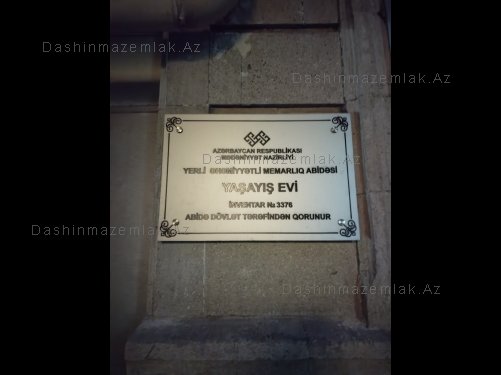 Dashinmazemlak.Az
Dashinmazemlak.Az
AZƏRBAYCAN RESPUBLİKASI
MƏDƏNİYYƏT NAZİRLİYİ
Dashinmazemlak.Az
YERLİ ƏHƏMİYYƏTLİ MEMARLIQ ABİDƏSİ
YAŞAYIŞ EVİ
İNVENTAR № 3376
ABİDƏ DÖVLƏT TƏRƏFİNDƏN QORUNUR
Dashinmazemlak.Az
Dashinmazemlak.Az